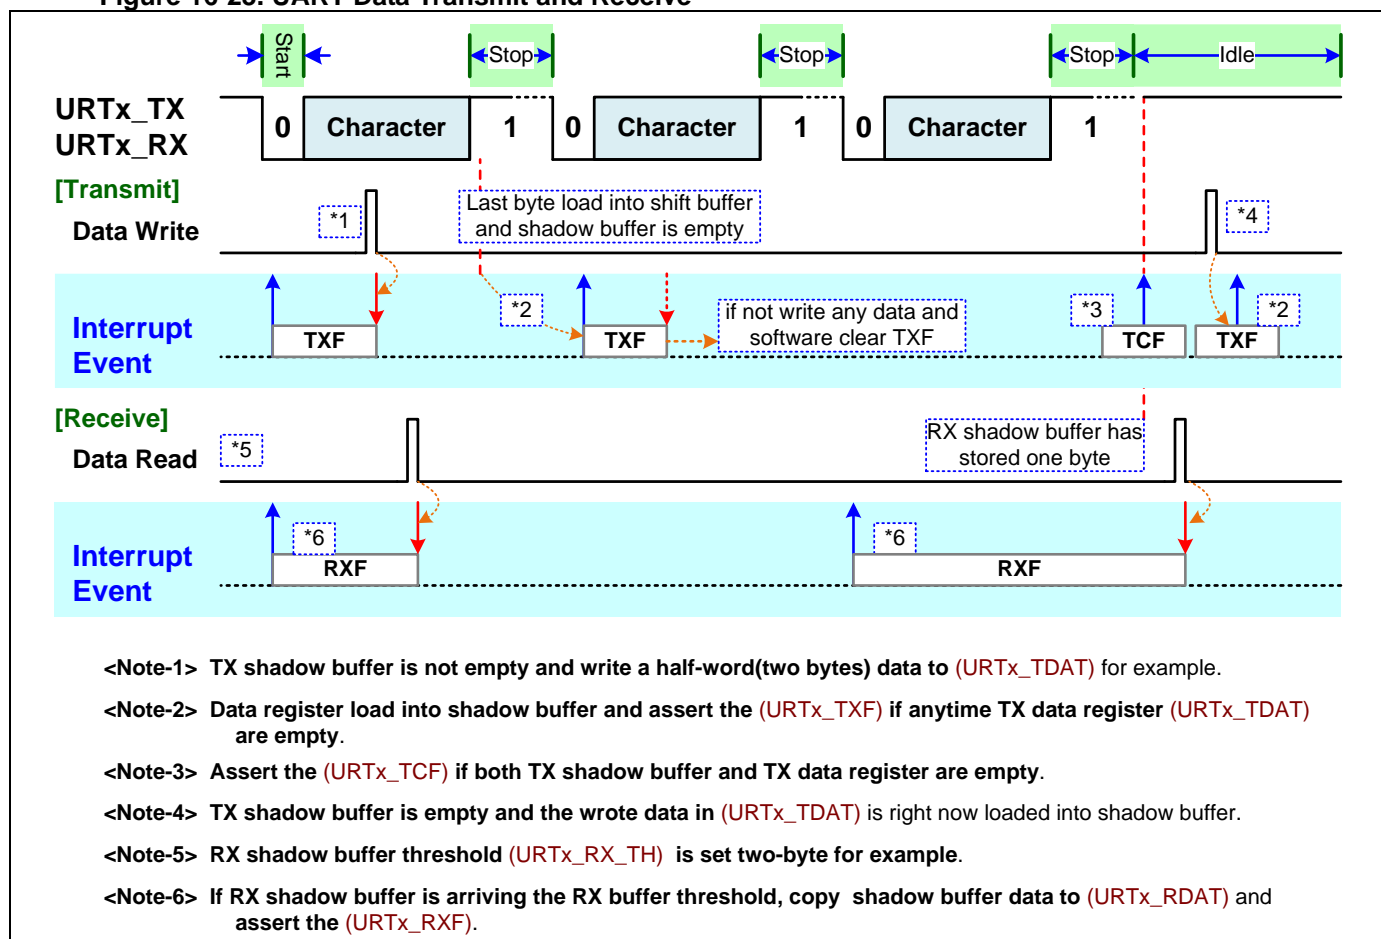 Figure 16-23. UART Data Transmit and Receive
Start
Stop
Stop
Stop
Idle
URTx_TX
URTx_RX
0 Character 1 0 Character 1 0 Character 1
[Transmit]
Data Write
*1
Last byte load into shift buffer
and shadow buffer is empty
*4
Interrupt
Event
TXF
*2
TXF
if not write any data and
software clear TXF
*3
TCF
TXF
*2
[Receive]
Data Read
*5
RX shadow buffer has
stored one byte
Interrupt
Event
*6
RXF
*6
RXF
<Note-1> TX shadow buffer is not empty and write a half-word(two bytes) data to (URTx_TDAT) for example.
<Note-2> Data register load into shadow buffer and assert the (URTx_TXF) if anytime TX data register (URTx_TDAT)
are empty.
<Note-3> Assert the (URTx_TCF) if both TX shadow buffer and TX data register are empty.
<Note-4> TX shadow buffer is empty and the wrote data in (URTx_TDAT) is right now loaded into shadow buffer.
<Note-5> RX shadow buffer threshold (URTx_RX_TH) is set two-byte for example.
<Note-6> If RX shadow buffer is arriving the RX buffer threshold, copy shadow buffer data to (URTx_RDAT) and
assert the (URTx_RXF).